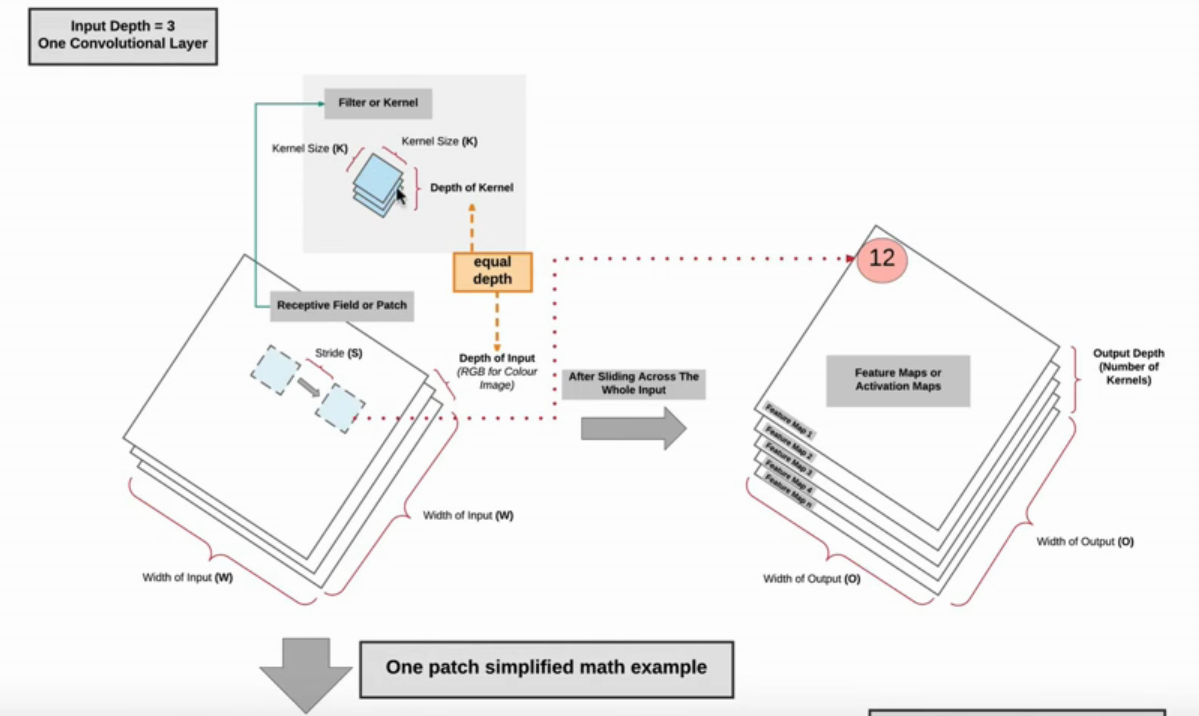 Input Depth = 3
One Convolutional Layer
Filter or Kernel
Kernel Size (K)
Kernel Size (K)
Depth of Kernel
equal
depth
Receptive Field or Patch
Stride (S)
Depth of Input
(RGB for Colour
Image)
After Sliding Across The
Whole Input
Width of Input (W)
Width of Input (W)
12
Feature Maps or
Activation Maps
Output Depth
(Number of
Kernels)
Feature Map 1
Feature Map 2
Feature Map 3
Feature Map 4
Feature Map n
Width of Output (O)
Width of Output (O)
One patch simplified math example